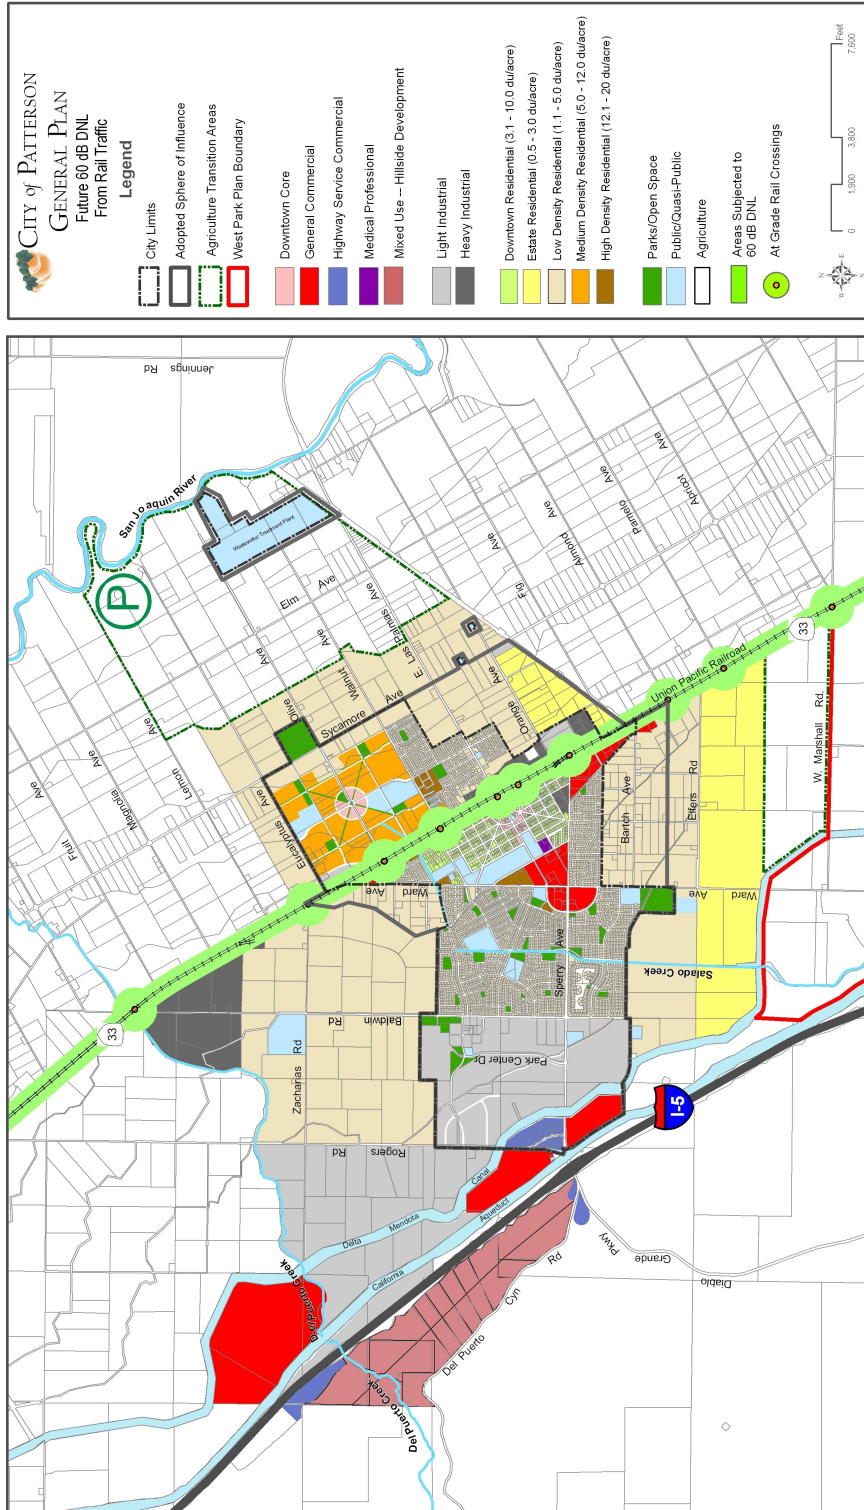 CITY of PATTERSON
GENERAL PLAN
Future 60 dB DNL
From Rail Traffic
Legend
City Limits
Adopted Sphere of Influence
Agriculture Transition Areas
West Park Plan Boundary
Downtown Core
General Commercial
Highway Service Commercial
Medical Professional
Mixed Use -- Hillside Development
Light Industrial
Heavy Industrial
Downtown Residential (3.1 - 10.0 du/acre)
Estate Residential (0.5 - 3.0 du/acre)
Low Density Residential (1.1 - 5.0 du/acre)
Medium Density Residential (5.0 - 12.0 du/acre)
High Density Residential (12.1 - 20 du/acre)
Parks/Open Space
Public/Quasi-Public
Agriculture
Areas Subjected to
60 dB DNL
At Grade Rail Crossings
N
W
E
S
0
1,900
3,800
7,600
Feet
Jennings
Rd
San Joaquin River
P
Wastewater Treatment Plant
Fruit
Ave
Magnolia
Ave
Lemon
Ave
Eucalyptus
Ave
Olive
Ave
Walnut
Ave
Elm
Ave
E Las Palmas
Ave
Sycamore
Ave
Orange
Ave
Fig
Ave
Almond
Ave
Pamelo
Ave
Apricot
Ave
33
Union Pacific Railroad
33
W. Marshall
Rd.
Bartch
Ave
Elfers
Rd
Ward
Ave
Ward
Ave
Sperry
Ave
Salado Creek
Baldwin
Rd
Zacharias
Rd
Park Center Dr
Rogers
Rd
I-5
Delta
Mendota
Canal
California
Aqueduct
Del Puerto Creek
Del Puerto Creek
Del Puerto
Cyn
Rd
Diablo
Grande
Pkwy